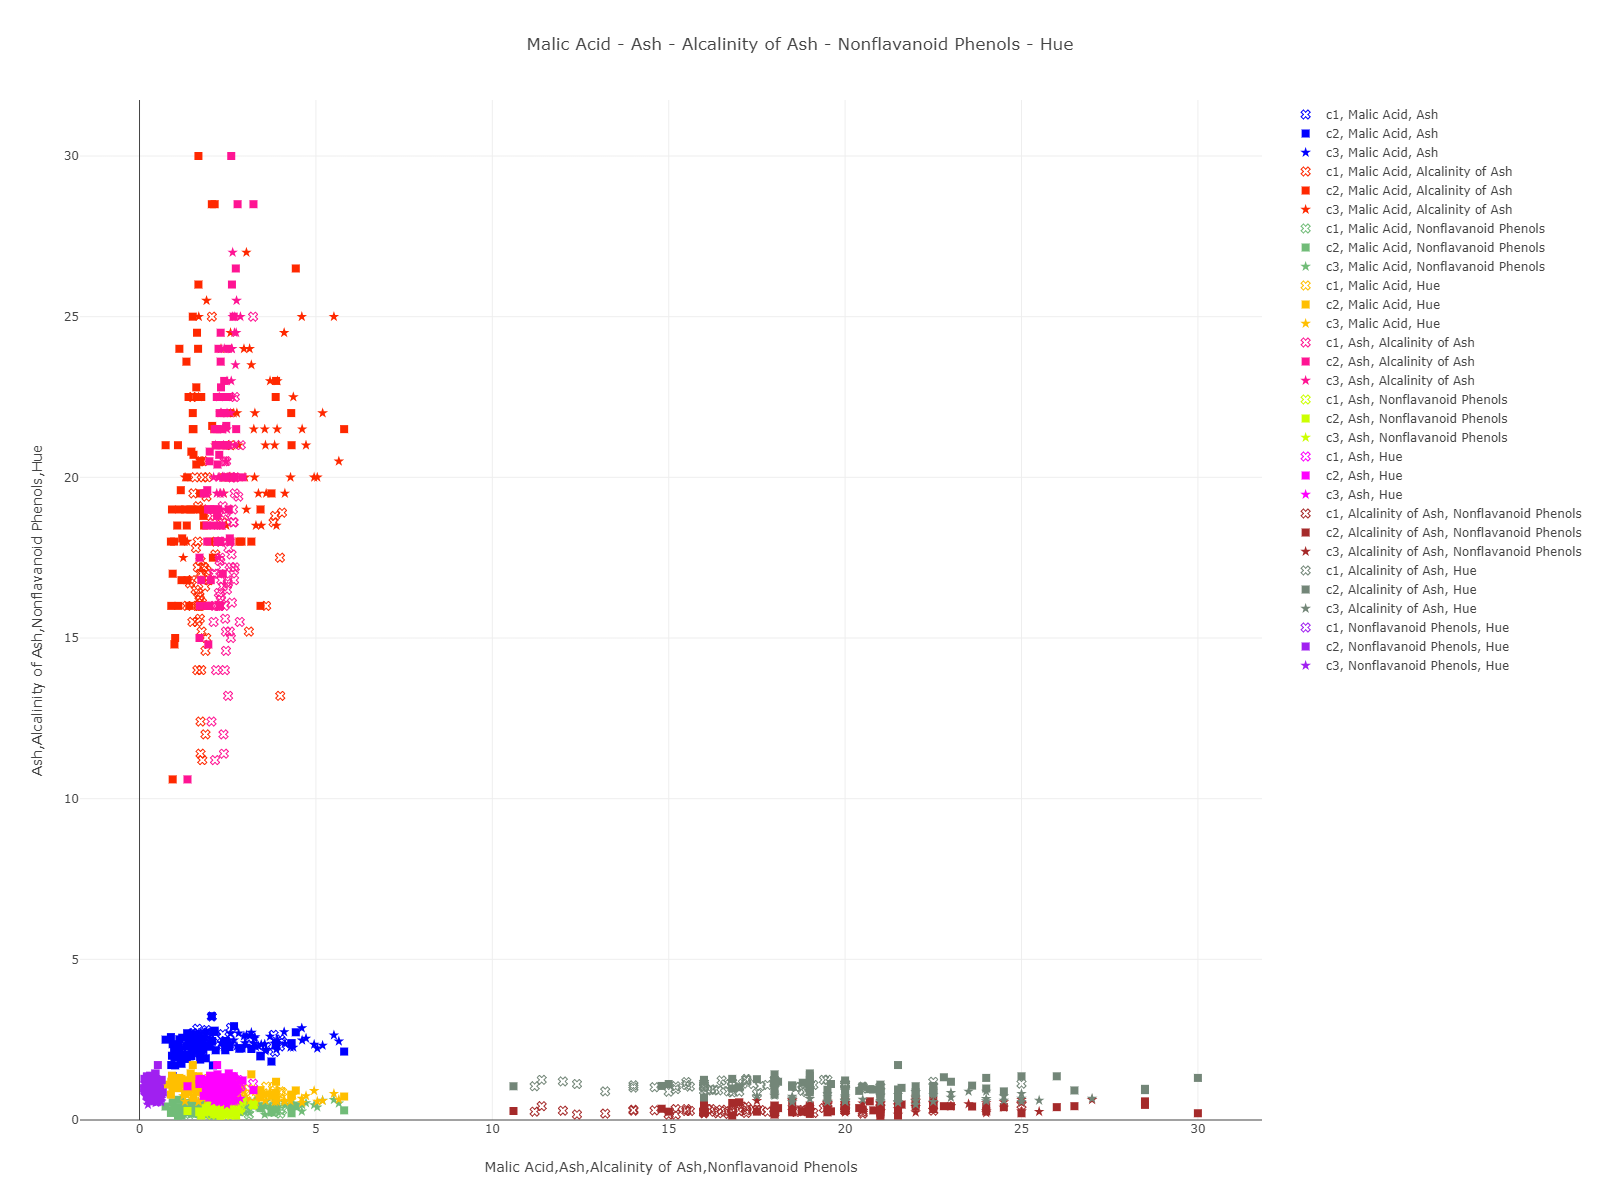 Malic Acid - Ash - Alcalinity of Ash - Nonflavanoid Phenols - Hue
c1, Malic Acid, Ash
c2, Malic Acid, Ash
c3, Malic Acid, Ash
c1, Malic Acid, Alcalinity of Ash
c2, Malic Acid, Alcalinity of Ash
c3, Malic Acid, Alcalinity of Ash
c1, Malic Acid, Nonflavanoid Phenols
c2, Malic Acid, Nonflavanoid Phenols
c3, Malic Acid, Nonflavanoid Phenols
c1, Malic Acid, Hue
c2, Malic Acid, Hue
c3, Malic Acid, Hue
c1, Ash, Alcalinity of Ash
c2, Ash, Alcalinity of Ash
c3, Ash, Alcalinity of Ash
c1, Ash, Nonflavanoid Phenols
c2, Ash, Nonflavanoid Phenols
c3, Ash, Nonflavanoid Phenols
c1, Ash, Hue
c2, Ash, Hue
c3, Ash, Hue
c1, Alcalinity of Ash, Nonflavanoid Phenols
c2, Alcalinity of Ash, Nonflavanoid Phenols
c3, Alcalinity of Ash, Nonflavanoid Phenols
c1, Alcalinity of Ash, Hue
c2, Alcalinity of Ash, Hue
c3, Alcalinity of Ash, Hue
c1, Nonflavanoid Phenols, Hue
c2, Nonflavanoid Phenols, Hue
c3, Nonflavanoid Phenols, Hue
Ash,Alcalinity of Ash,Nonflavanoid Phenols,Hue
30
25
20
15
10
5
0
0 5 10 15 20 25 30
Malic Acid,Ash,Alcalinity of Ash,Nonflavanoid Phenols